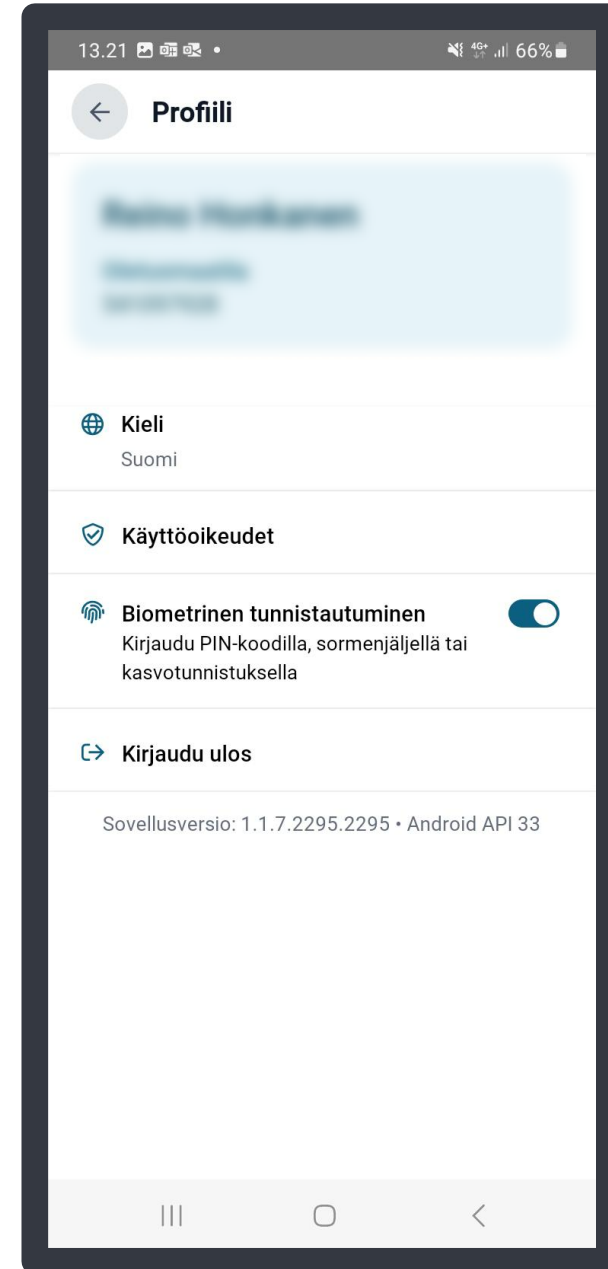 13.21
4G+
66%
Profiili
Kieli
Suomi
Käyttöoikeudet
Biometrinen tunnistautuminen
Kirjaudu PIN-koodilla, sormenjäljellä tai
kasvotunnistuksella
Kirjaudu ulos
Sovellusversio: 1.1.7.2295.2295 • Android API 33